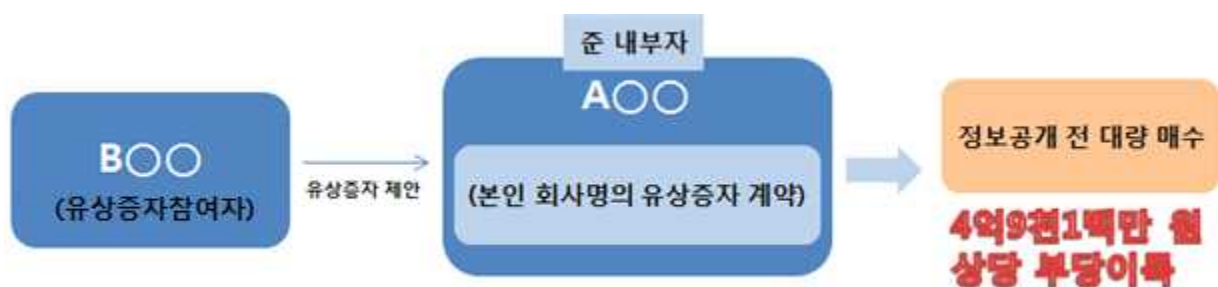 준 내부자
B○○
(유상증자참여자)
유상증자 제안
A○○
(본인 회사명의 유상증자 계약)
정보공개 전 대량 매수
4억9천1백만 원
상당 부당이득